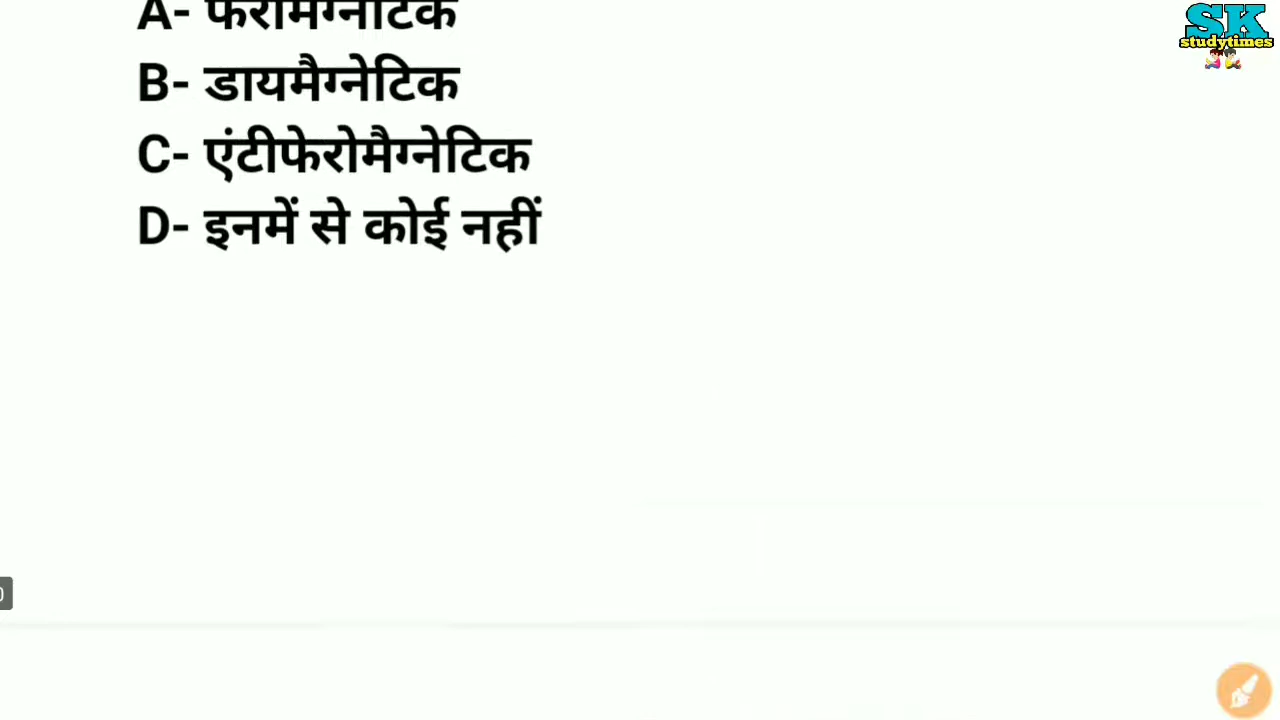 A- फेरोमैग्नेटिक
B- डायमैग्नेटिक
C- एंटीफेरोमैग्नेटिक
D- इनमें से कोई नहीं
SK
studytimes